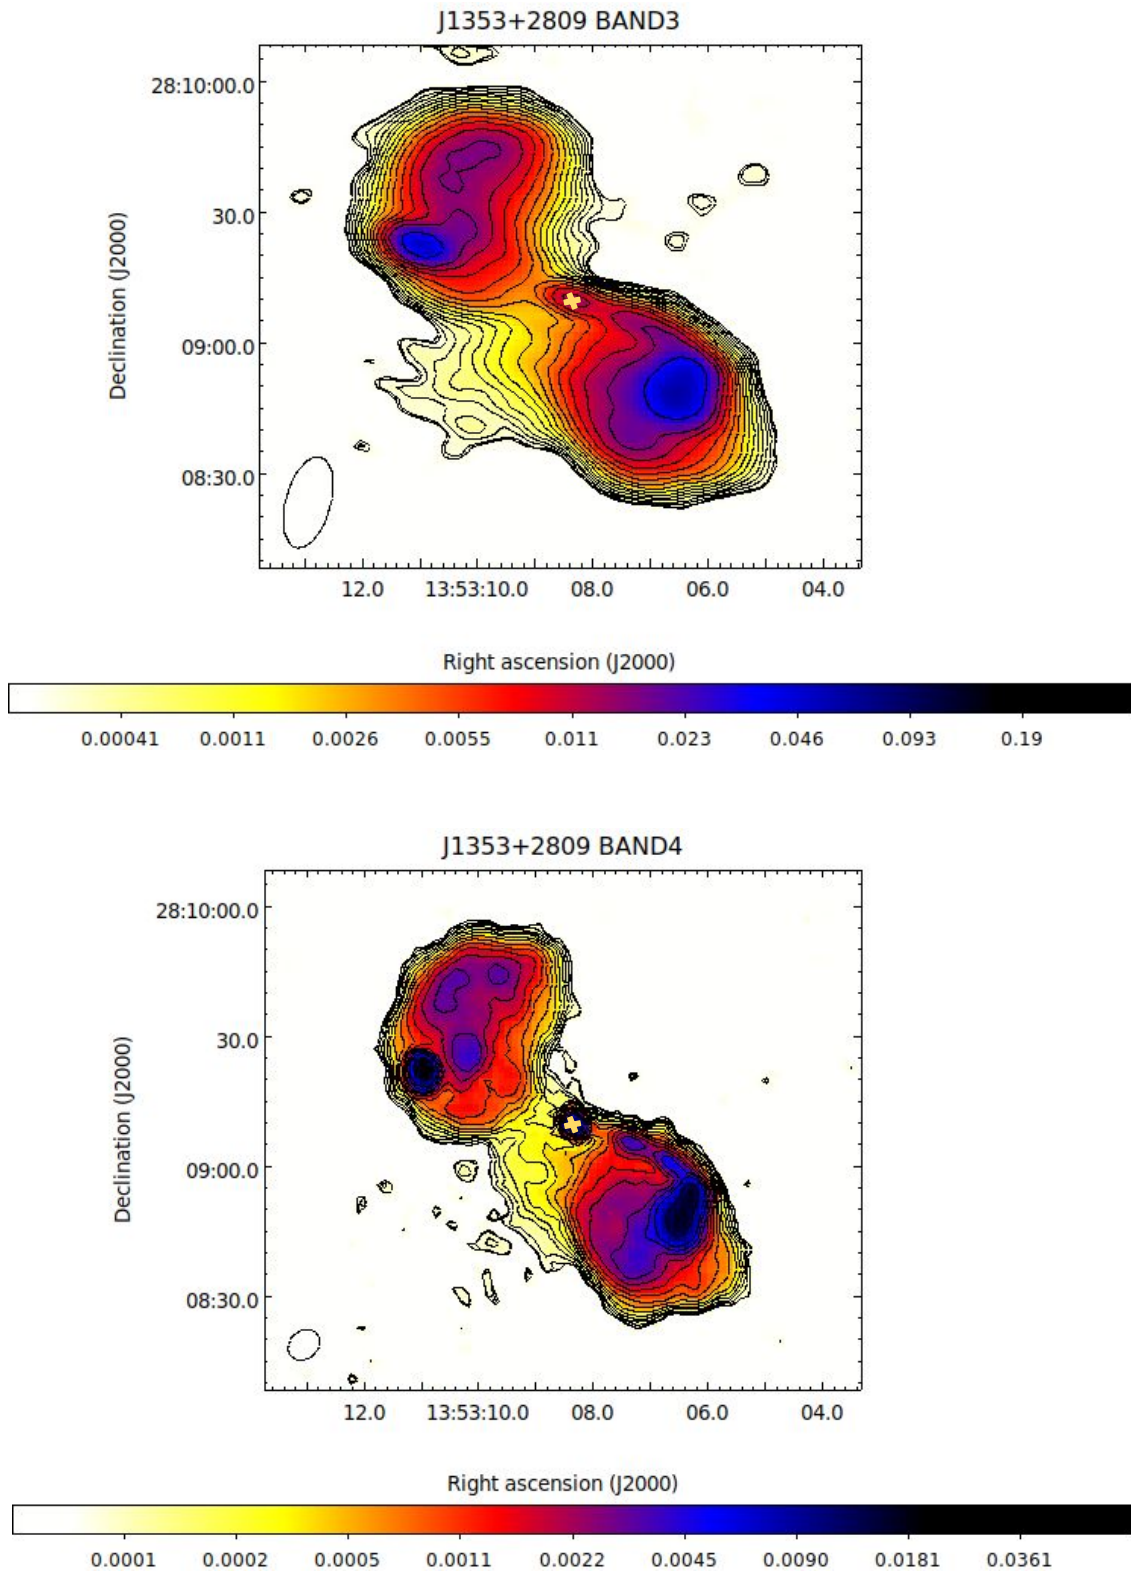 J1353+2809 BAND3
28:10:00.0
30.0
09:00.0
08:30.0
Declination (J2000)
12.0 13:53:10.0 08.0 06.0 04.0
Right ascension (J2000)
0.00041 0.0011 0.0026 0.0055 0.011 0.023 0.046 0.093 0.19
J1353+2809 BAND4
28:10:00.0
30.0
09:00.0
08:30.0
Declination (J2000)
12.0 13:53:10.0 08.0 06.0 04.0
Right ascension (J2000)
0.0001 0.0002 0.0005 0.0011 0.0022 0.0045 0.0090 0.0181 0.0361